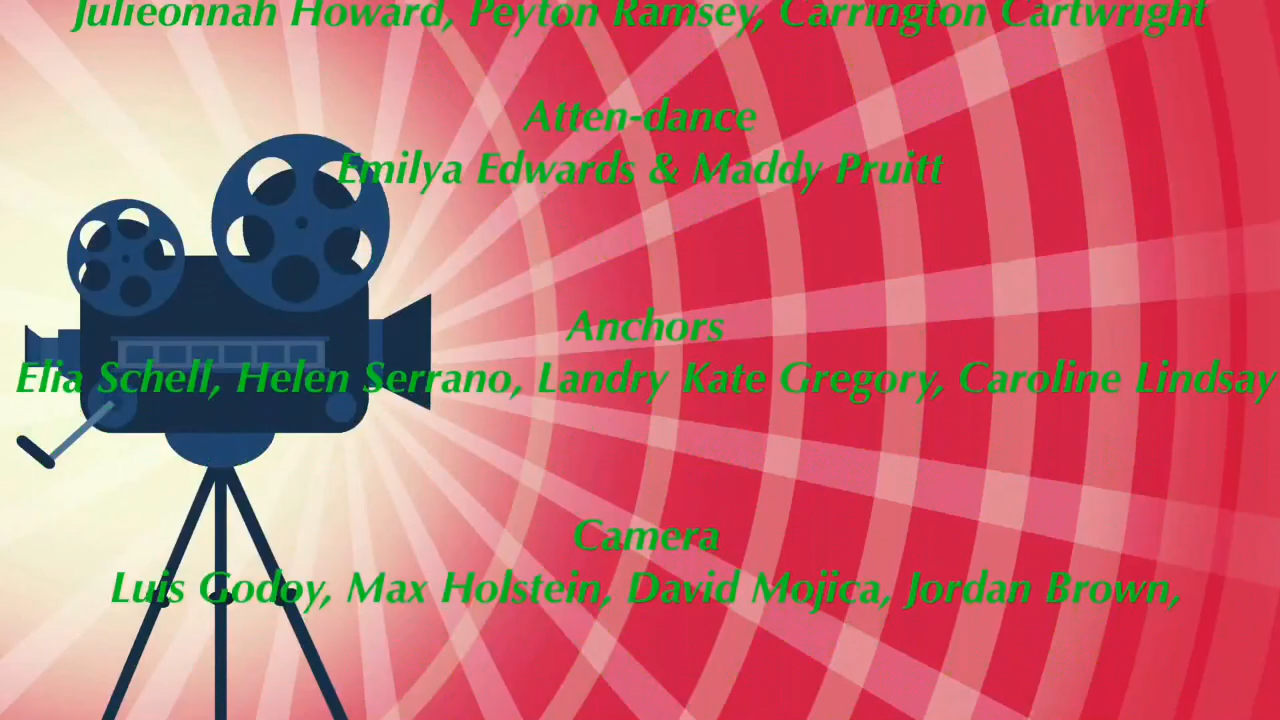 Julieonnah Howard, Peyton Ramsey, Carrington Cartwright
Atten-dance
Emilya Edwards & Maddy Pruitt
Anchors
Elia Schell, Helen Serrano, Landry Kate Gregory, Caroline Lindsay
Camera
Luis Godoy, Max Holstein, David Mojica, Jordan Brown,